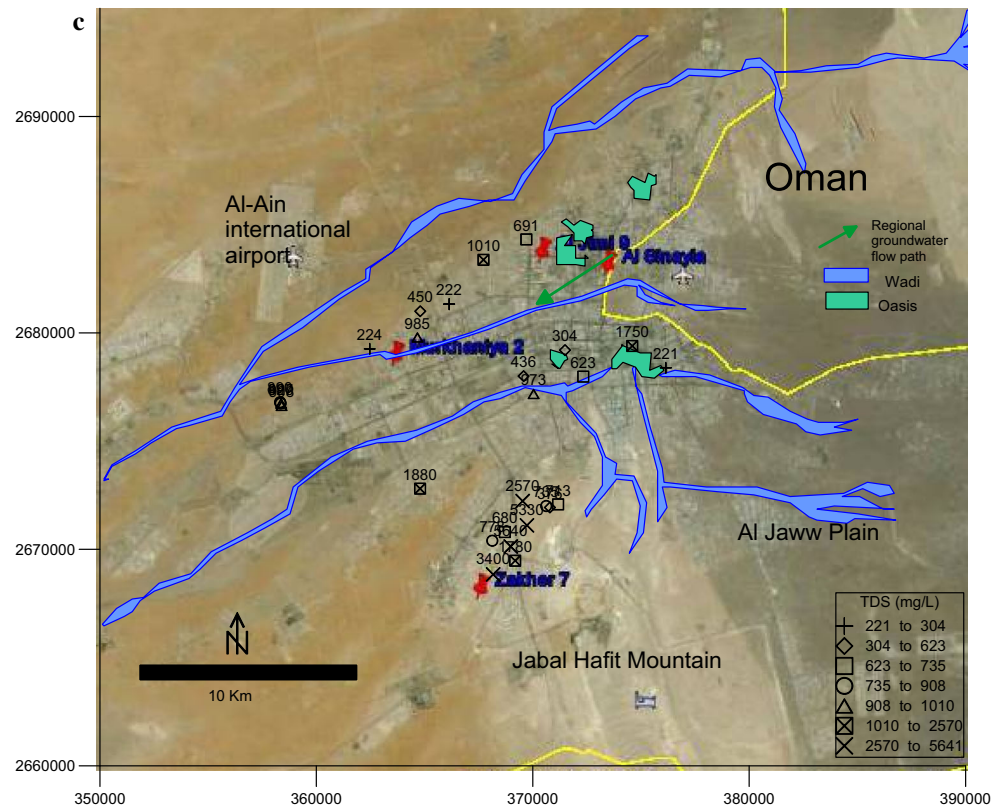 c
2690000
2680000
2670000
2660000
350000
360000
370000
380000
390000
Oman
Al-Ain
international
airport
Regional
groundwater
flow path
Wadi
Oasis
691
1010
Al Sinayia
222
450
985
224
304
1750
221
436
623
973
1880
2570
680
3400
Zakher 7
Al Jaww Plain
Jabal Hafit Mountain
N
10 Km
TDS (mg/L)
221 to 304
304 to 623
623 to 735
735 to 908
908 to 1010
1010 to 2570
2570 to 5641